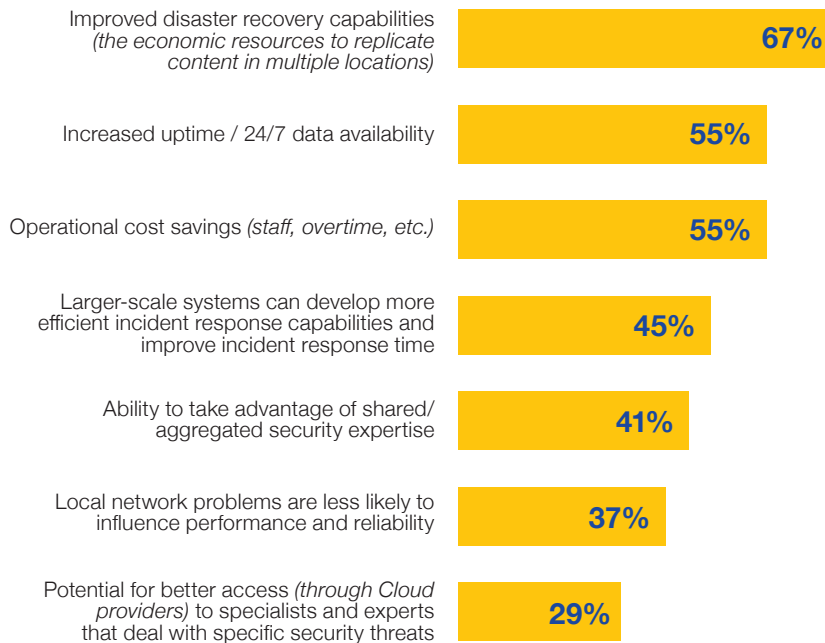 Improved disaster recovery capabilities
(the economic resources to replicate
content in multiple locations)
67%
Increased uptime / 24/7 data availability
55%
Operational cost savings (staff, overtime, etc.)
55%
Larger-scale systems can develop more
efficient incident response capabilities and
improve incident response time
45%
Ability to take advantage of shared/
aggregated security expertise
41%
Local network problems are less likely to
influence performance and reliability
37%
Potential for better access (through Cloud
providers) to specialists and experts
that deal with specific security threats
29%